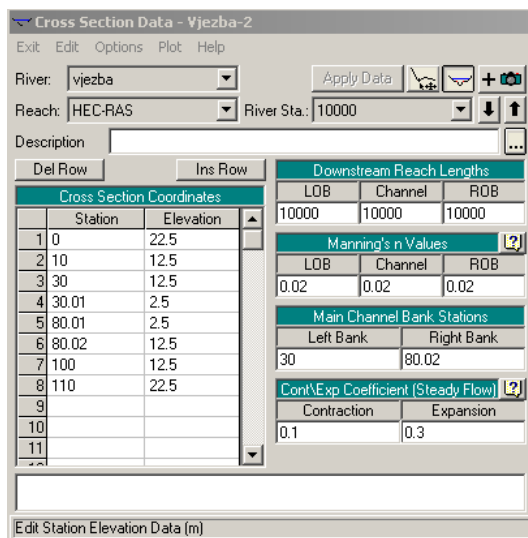 Cross Section Data - Vjezba-2
Exit Edit Options Plot Help
River: vjezba Apply Data
Reach: HEC-RAS River Sta.: 10000
Description ...
Del Row Ins Row
Cross Section Coordinates
Station Elevation
1 0 22.5
2 10 12.5
3 30 12.5
4 30.01 2.5
5 80.01 2.5
6 80.02 12.5
7 100 12.5
8 110 22.5
9
10
11
Downstream Reach Lengths
LOB Channel ROB
10000 10000 10000
Manning's n Values ?
LOB Channel ROB
0.02 0.02 0.02
Main Channel Bank Stations
Left Bank Right Bank
30 80.02
Cont\Exp Coefficient (Steady Flow) ?
Contraction Expansion
0.1 0.3
Edit Station Elevation Data (m)